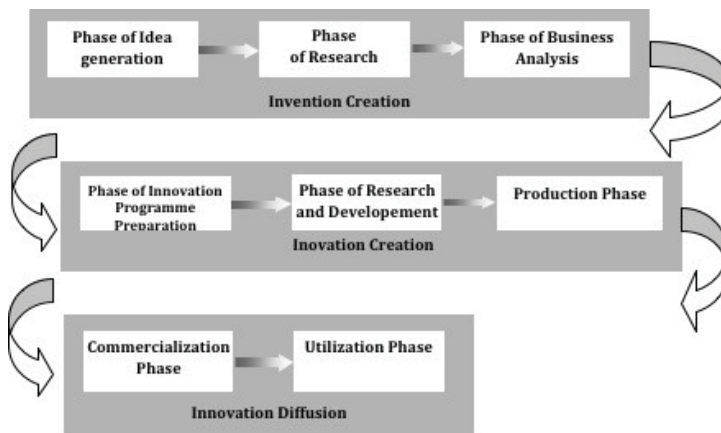 Phase of Idea
generation
Phase
of Research
Phase of Business
Analysis
Invention Creation
Phase of Innovation
Programme
Preparation
Phase of Research
and Developement
Production Phase
Inovation Creation
Commercialization
Phase
Utilization Phase
Innovation Diffusion